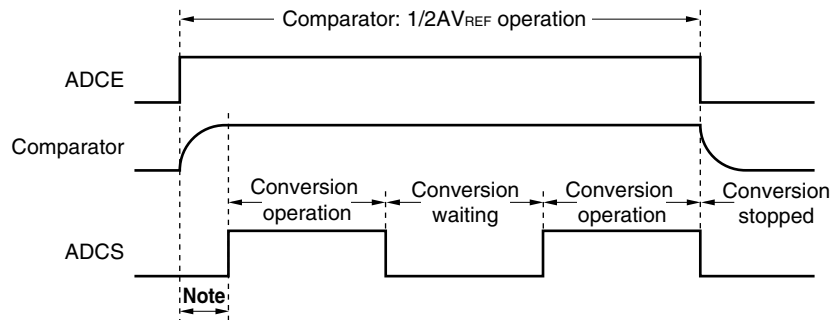 Comparator: 1/2AVREF operation
ADCE
Comparator
Conversion operation
Conversion waiting
Conversion operation
Conversion stopped
ADCS
Note